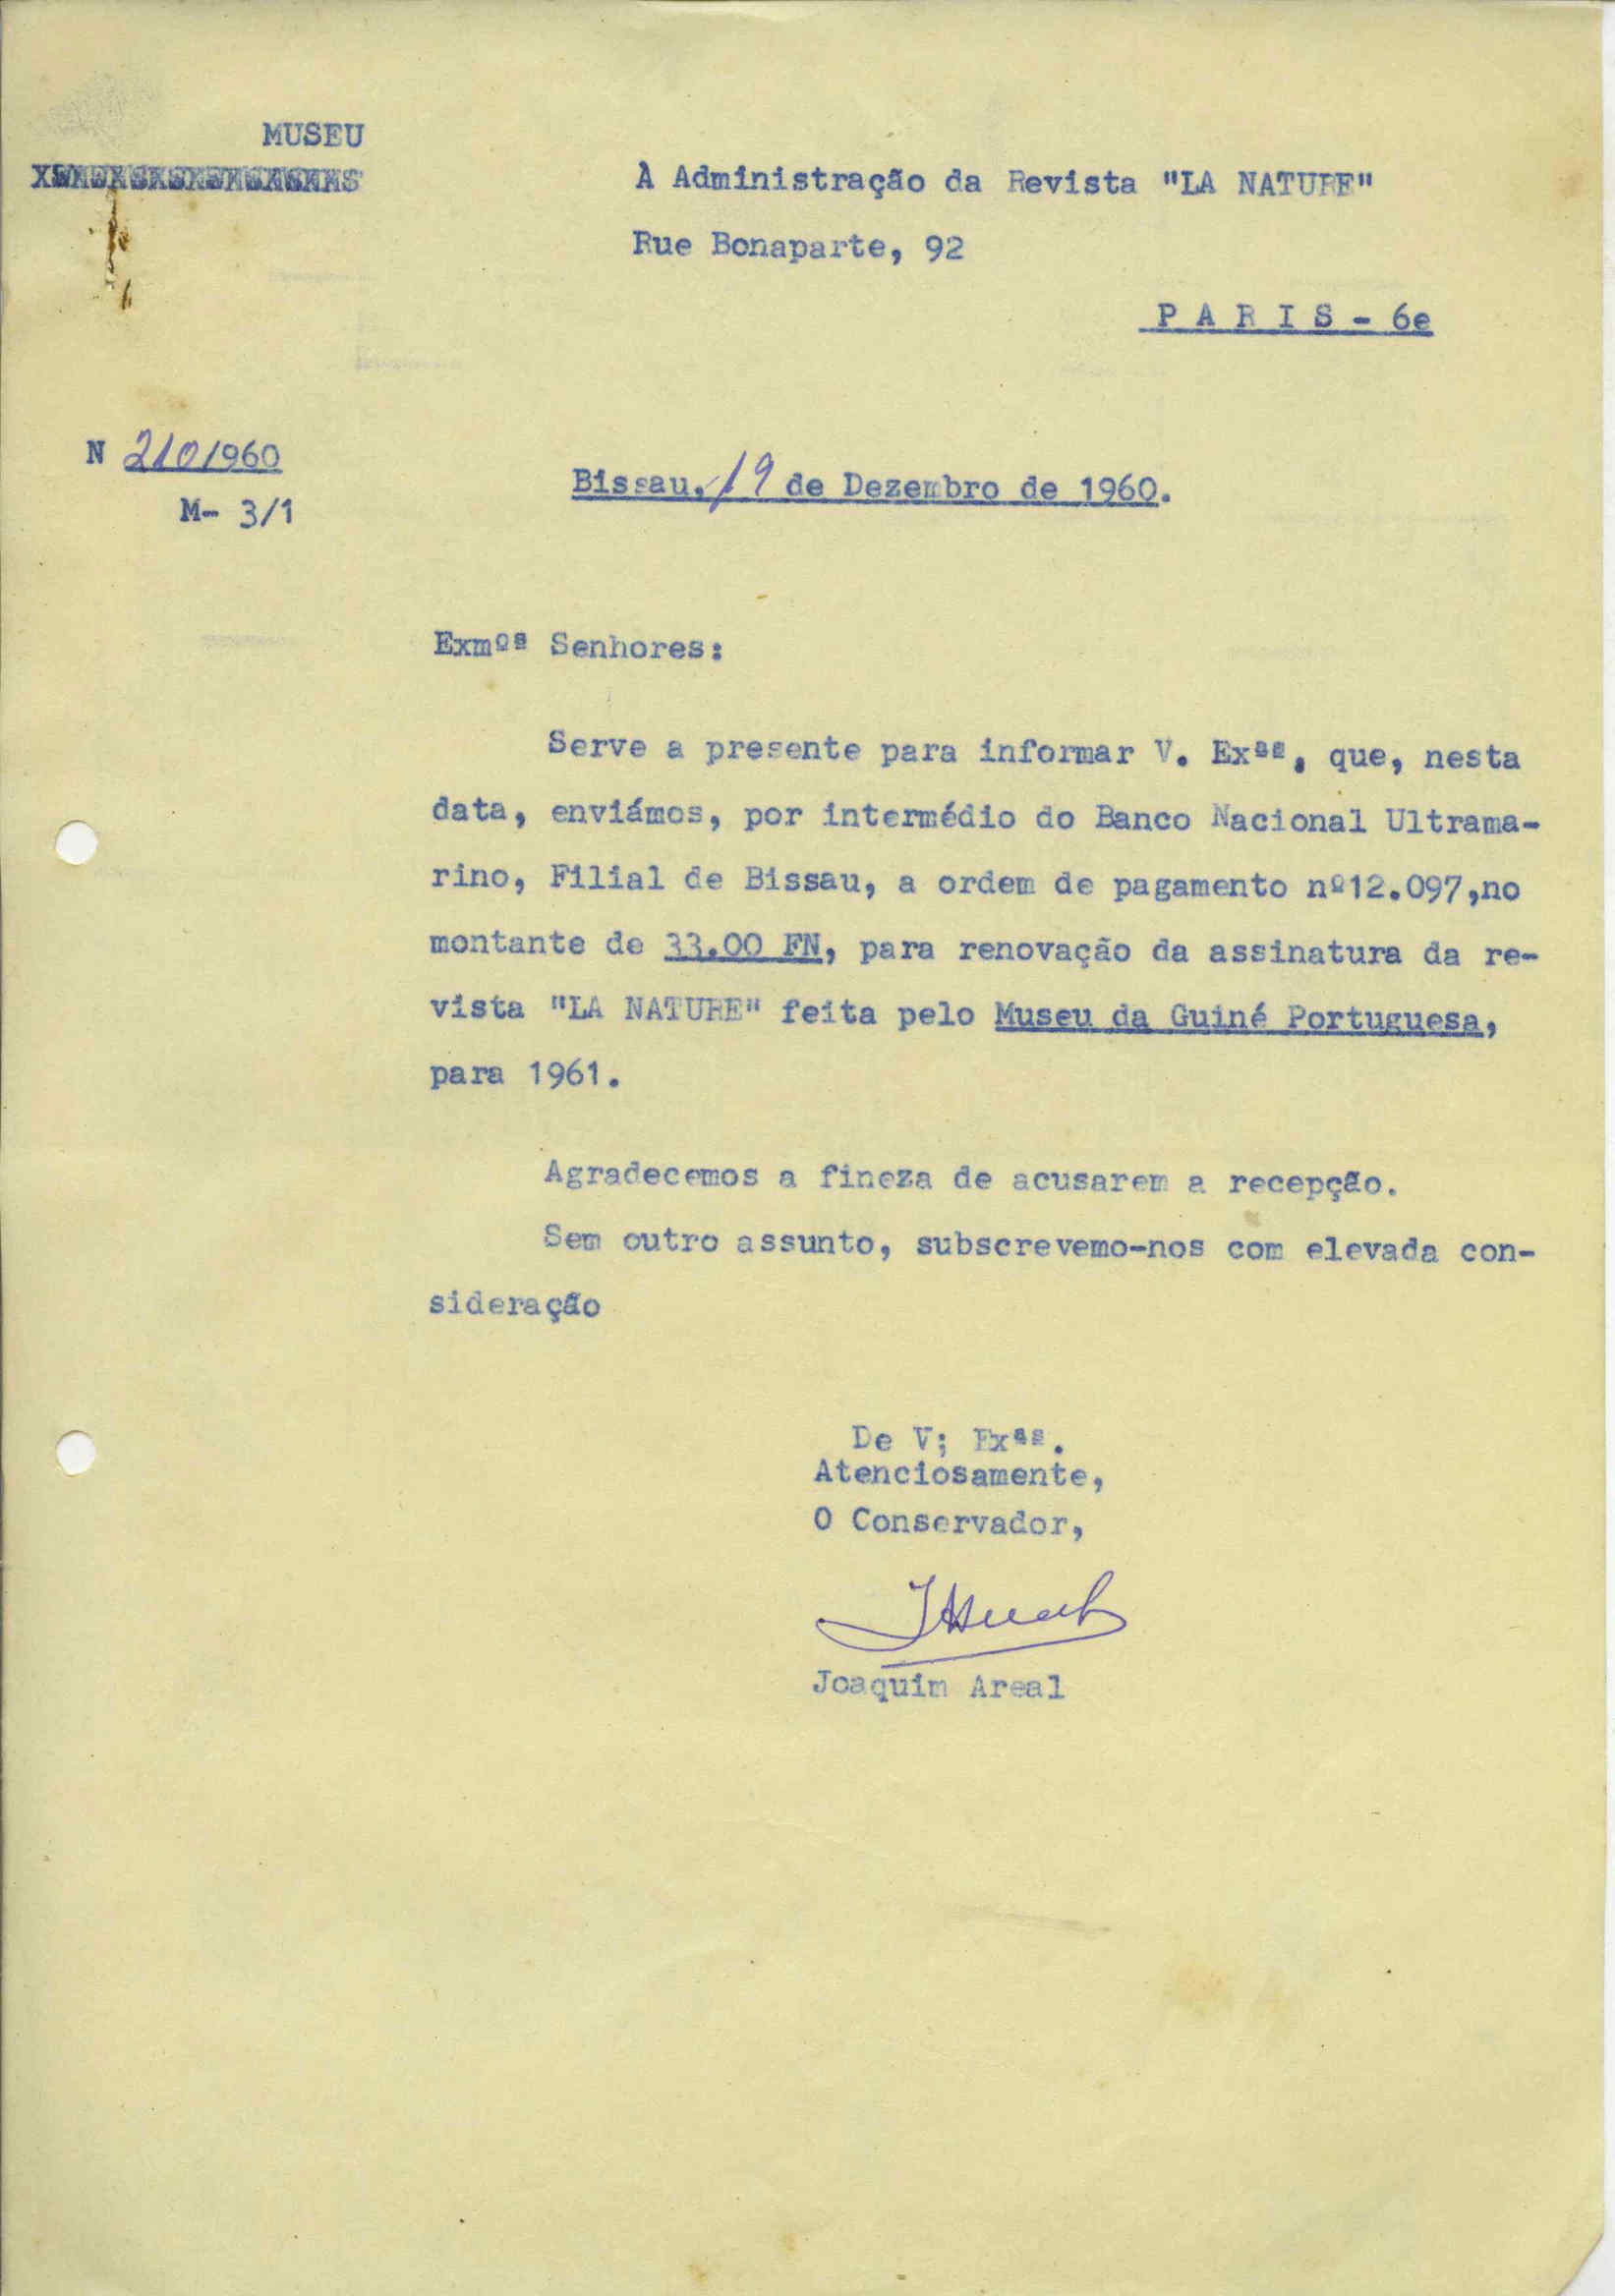 MUSEU
À Administração da Revista "LA NATURE"
Rue Bonaparte, 92
P A R I S - 6e
N 210/960
M- 3/1
Bissau, 19 de Dezembro de 1960.
Exmºˢ Senhores:
Serve a presente para informar V. Exªˢ, que, nesta
data, enviámos, por intermédio do Banco Nacional Ultrama-
rino, Filial de Bissau, a ordem de pagamento nº12.097,no
montante de 33.00 FN, para renovação da assinatura da re-
vista "LA NATURE" feita pelo Museu da Guiné Portuguesa,
para 1961.
Agradecemos a fineza de acusarem a recepção.
Sem outro assunto, subscrevemo-nos com elevada con-
sideração
De V; Exªˢ.
Atenciosamente,
O Conservador,
Joaquim Areal